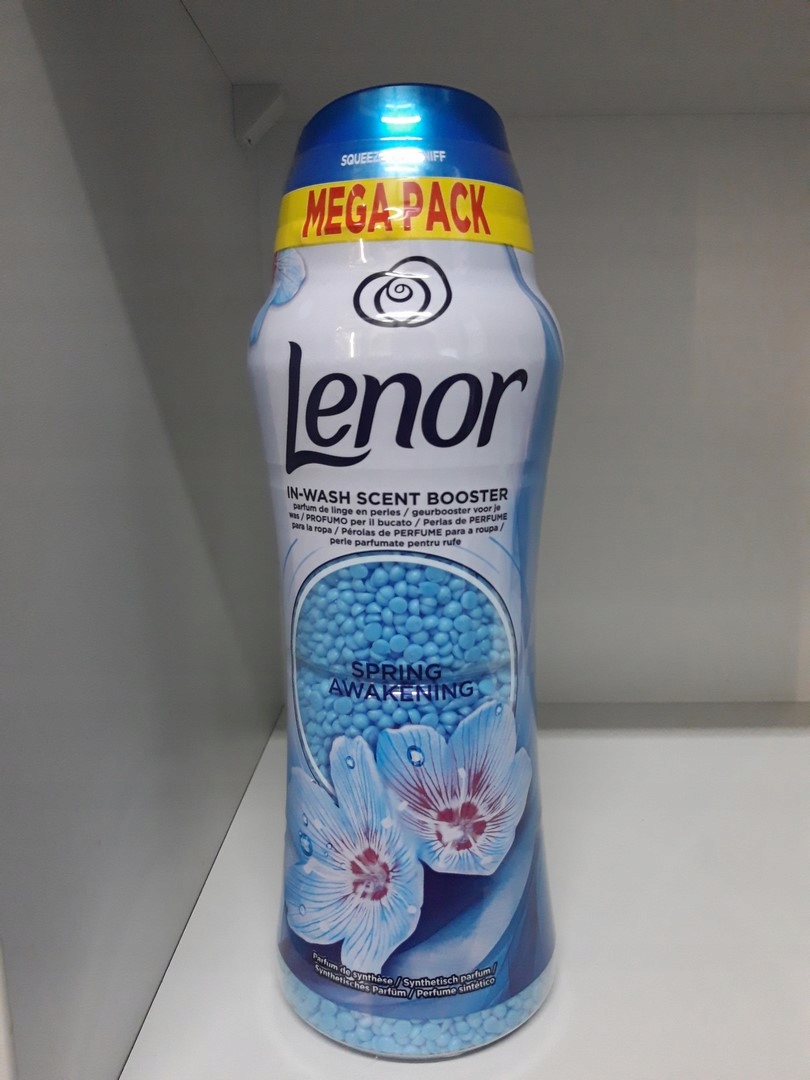 SQUEEZE
MEGA PACK
Lenor
IN-WASH SCENT BOOSTER
parfum de linge en perles / geurbooster voor je
was / PROFUMO per il bucato / Perlas de PERFUME
para la ropa / Pérolas de PERFUME para a roupa /
perle parfumate pentru rufe
SPRING
AWAKENING
Parfum de synthèse / Synthetisch parfum /
Synthetisches Parfüm / Perfume sintético